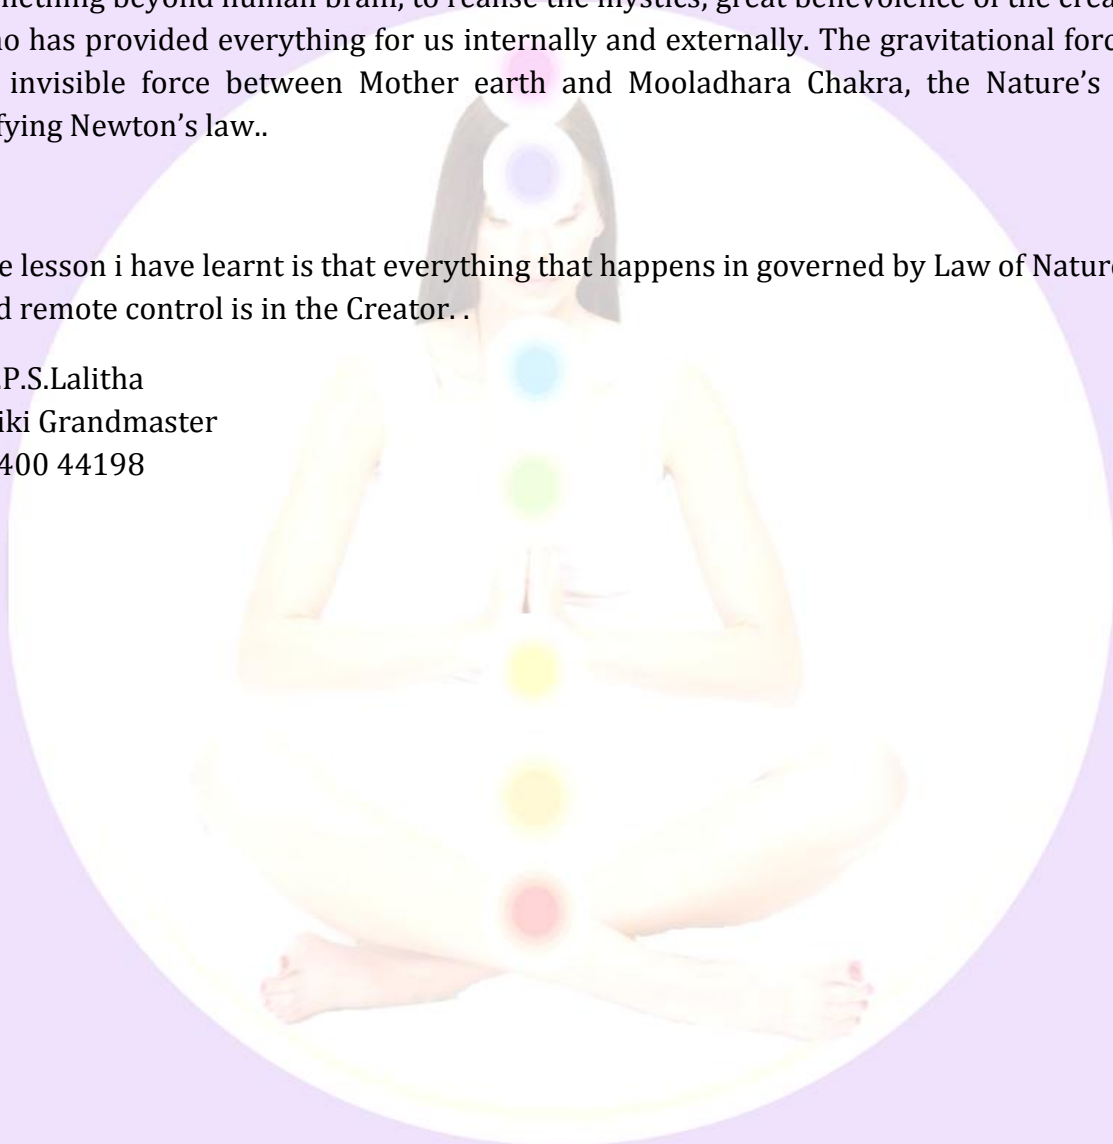 mething beyond human brain, to realise the mystics, great benevolence of the crea
o has provided everything for us internally and externally. The gravitational forc
invisible force between Mother earth and Mooladhara Chakra, the Nature's
fying Newton's law..
e lesson i have learnt is that everything that happens in governed by Law of Nature
d remote control is in the Creator. .
.P.S.Lalitha
iki Grandmaster
400 44198